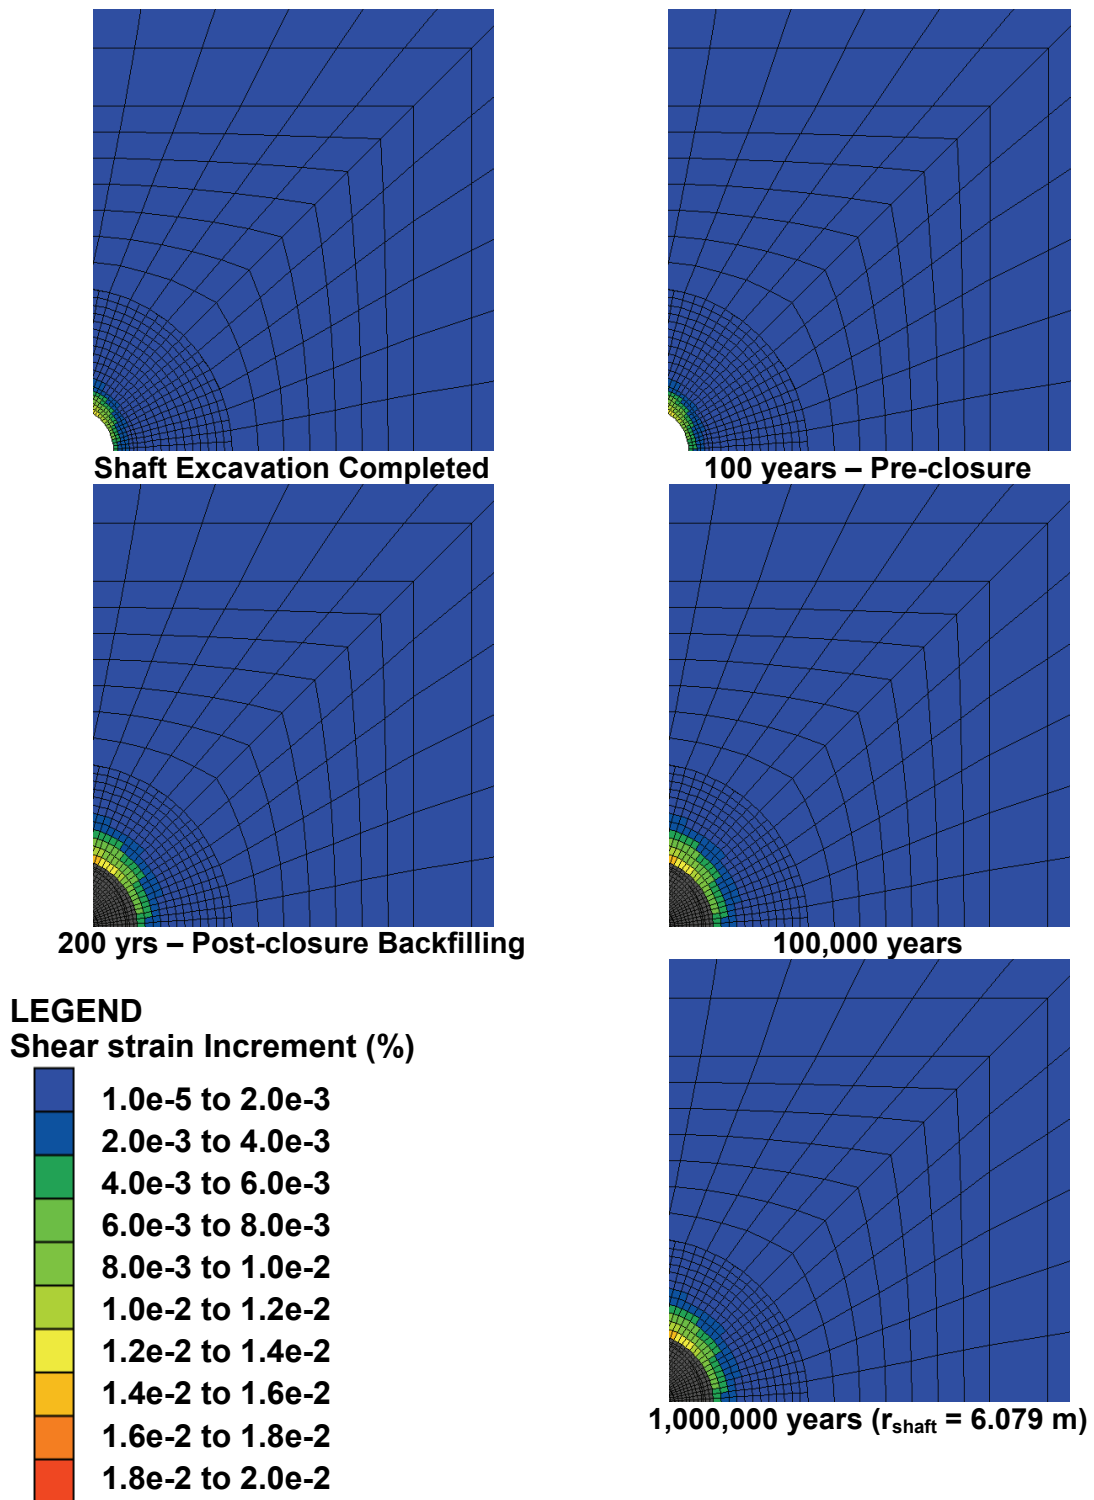 Shaft Excavation Completed
100 years – Pre-closure
200 yrs – Post-closure Backfilling
100,000 years
LEGEND
Shear strain Increment (%)
1.0e-5 to 2.0e-3
2.0e-3 to 4.0e-3
4.0e-3 to 6.0e-3
6.0e-3 to 8.0e-3
8.0e-3 to 1.0e-2
1.0e-2 to 1.2e-2
1.2e-2 to 1.4e-2
1.4e-2 to 1.6e-2
1.6e-2 to 1.8e-2
1.8e-2 to 2.0e-2
1,000,000 years (rshaft = 6.079 m)